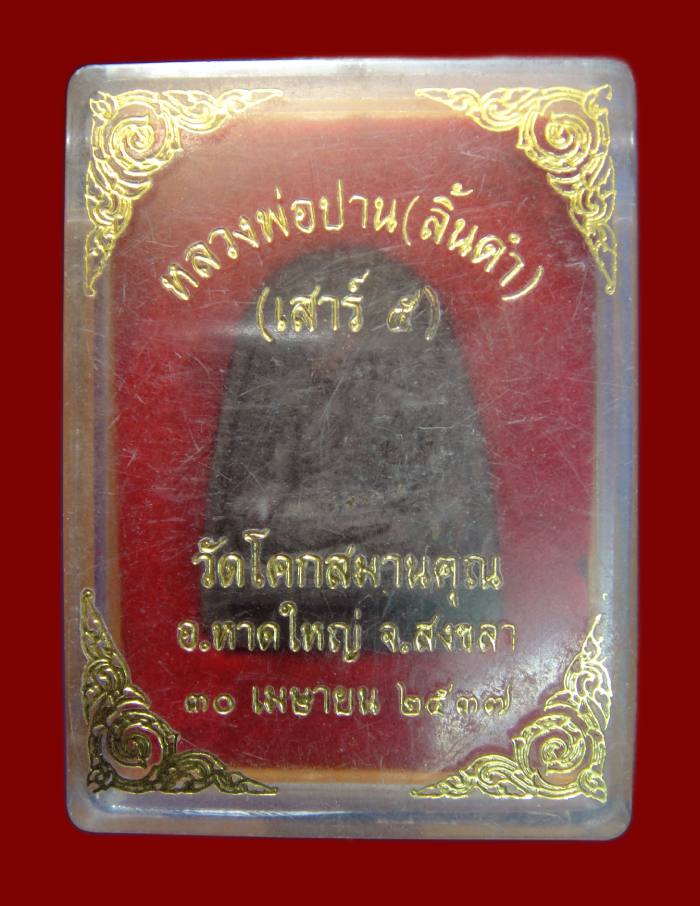 หลวงพ่อปาน(ลิ้นดำ)
(เสาร์ ๕)
วัดโคกสมานคุณ
อ.หาดใหญ่ จ.สงขลา
๓๐ เมษายน ๒๕๓๗